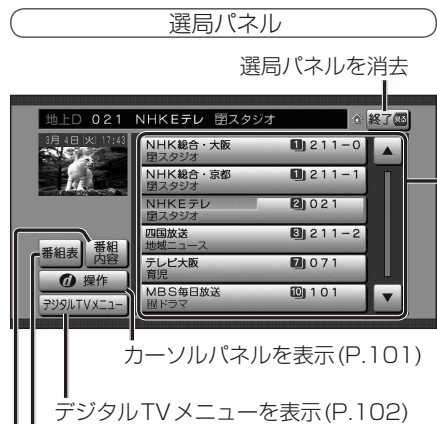 選局パネル
選局パネルを消去
地上D 021 NHKEテレ 字スタジオ
終了 戻る
3月 4日(火) 17:43
NHK総合・大阪 1 211-0
字スタジオ
NHK総合・京都 1 211-1
字スタジオ
NHKEテレ 2 021
字スタジオ
四国放送 3 211-2
地域ニュース
テレビ大阪 7 071
育児
MBS毎日放送 10 101
ドラマ
番組表
番組内容
d 操作
デジタルTVメニュー
カーソルパネルを表示(P.101)
デジタルTVメニューを表示(P.102)